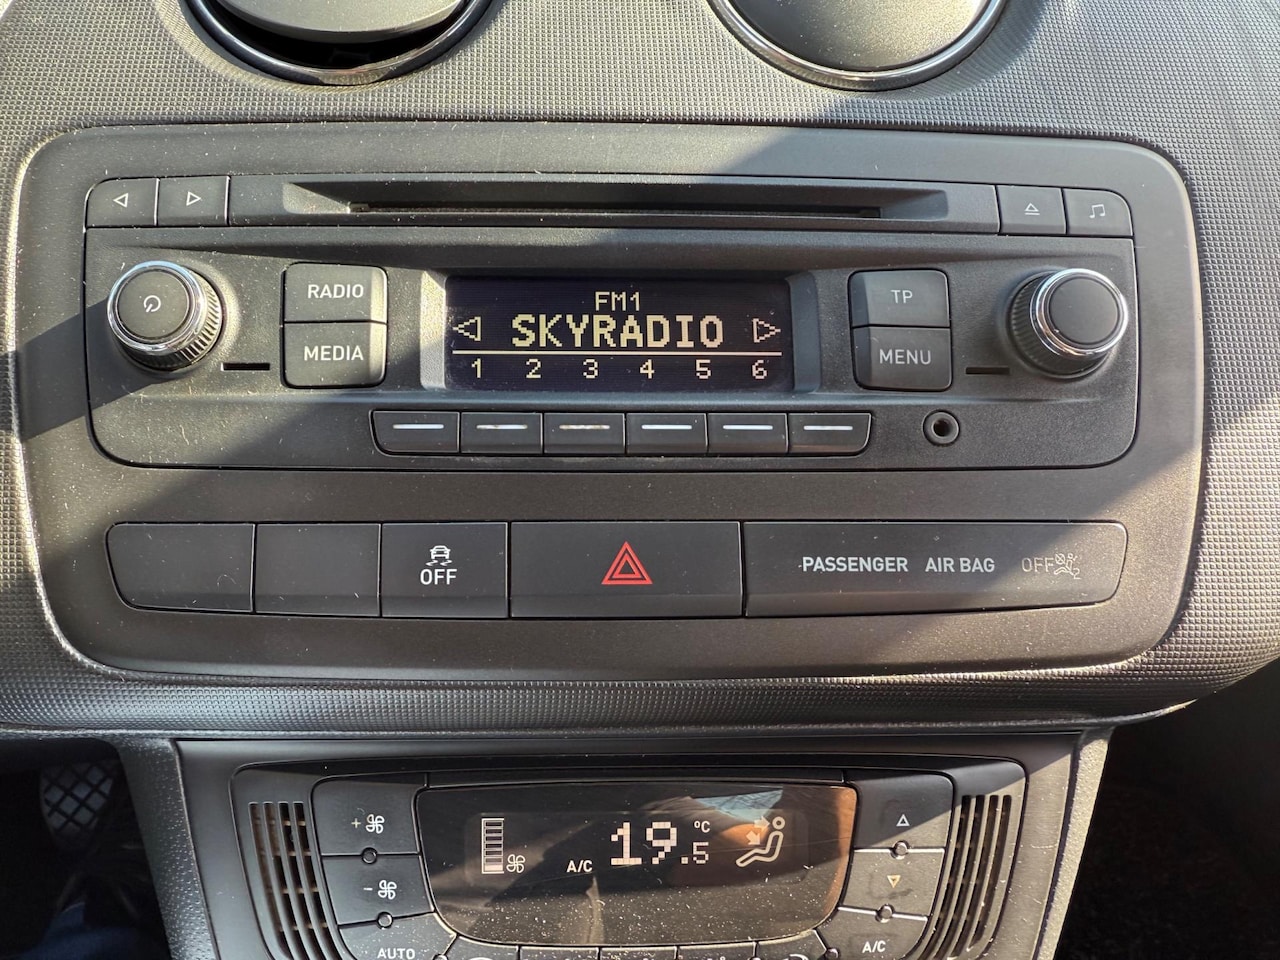 RADIO
MEDIA
FM1
SKYRADIO
1 2 3 4 5 6
TP
MENU
OFF
PASSENGER AIR BAG OFF
+
-
AUTO
A/C
19.5 °C
A/C